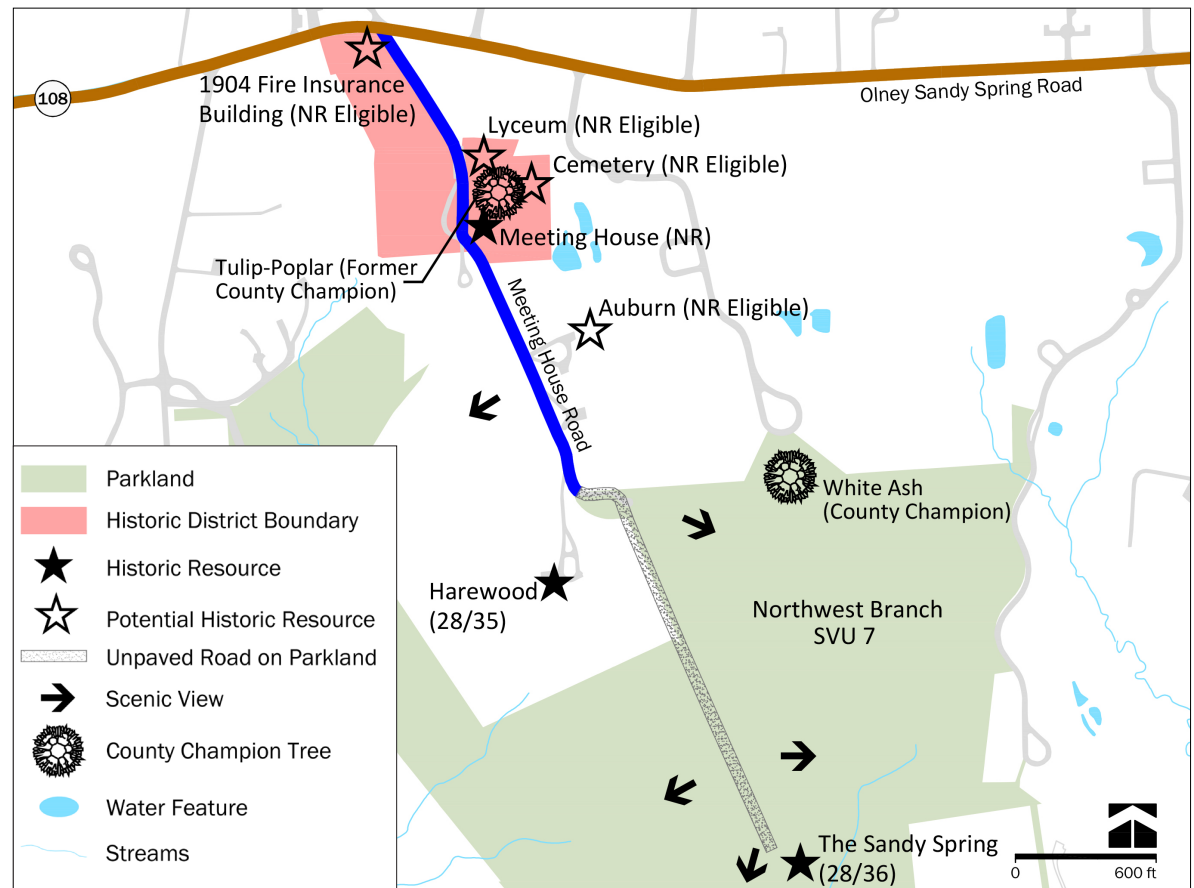 108
Olney Sandy Spring Road
1904 Fire Insurance
Building (NR Eligible)
Lyceum (NR Eligible)
Cemetery (NR Eligible)
Meeting House (NR)
Tulip-Poplar (Former
County Champion)
Meeting House Road
Auburn (NR Eligible)
White Ash
(County Champion)
Harewood
(28/35)
Northwest Branch
SVU 7
The Sandy Spring
(28/36)
Parkland
Historic District Boundary
Historic Resource
Potential Historic Resource
Unpaved Road on Parkland
Scenic View
County Champion Tree
Water Feature
Streams
0 600 ft